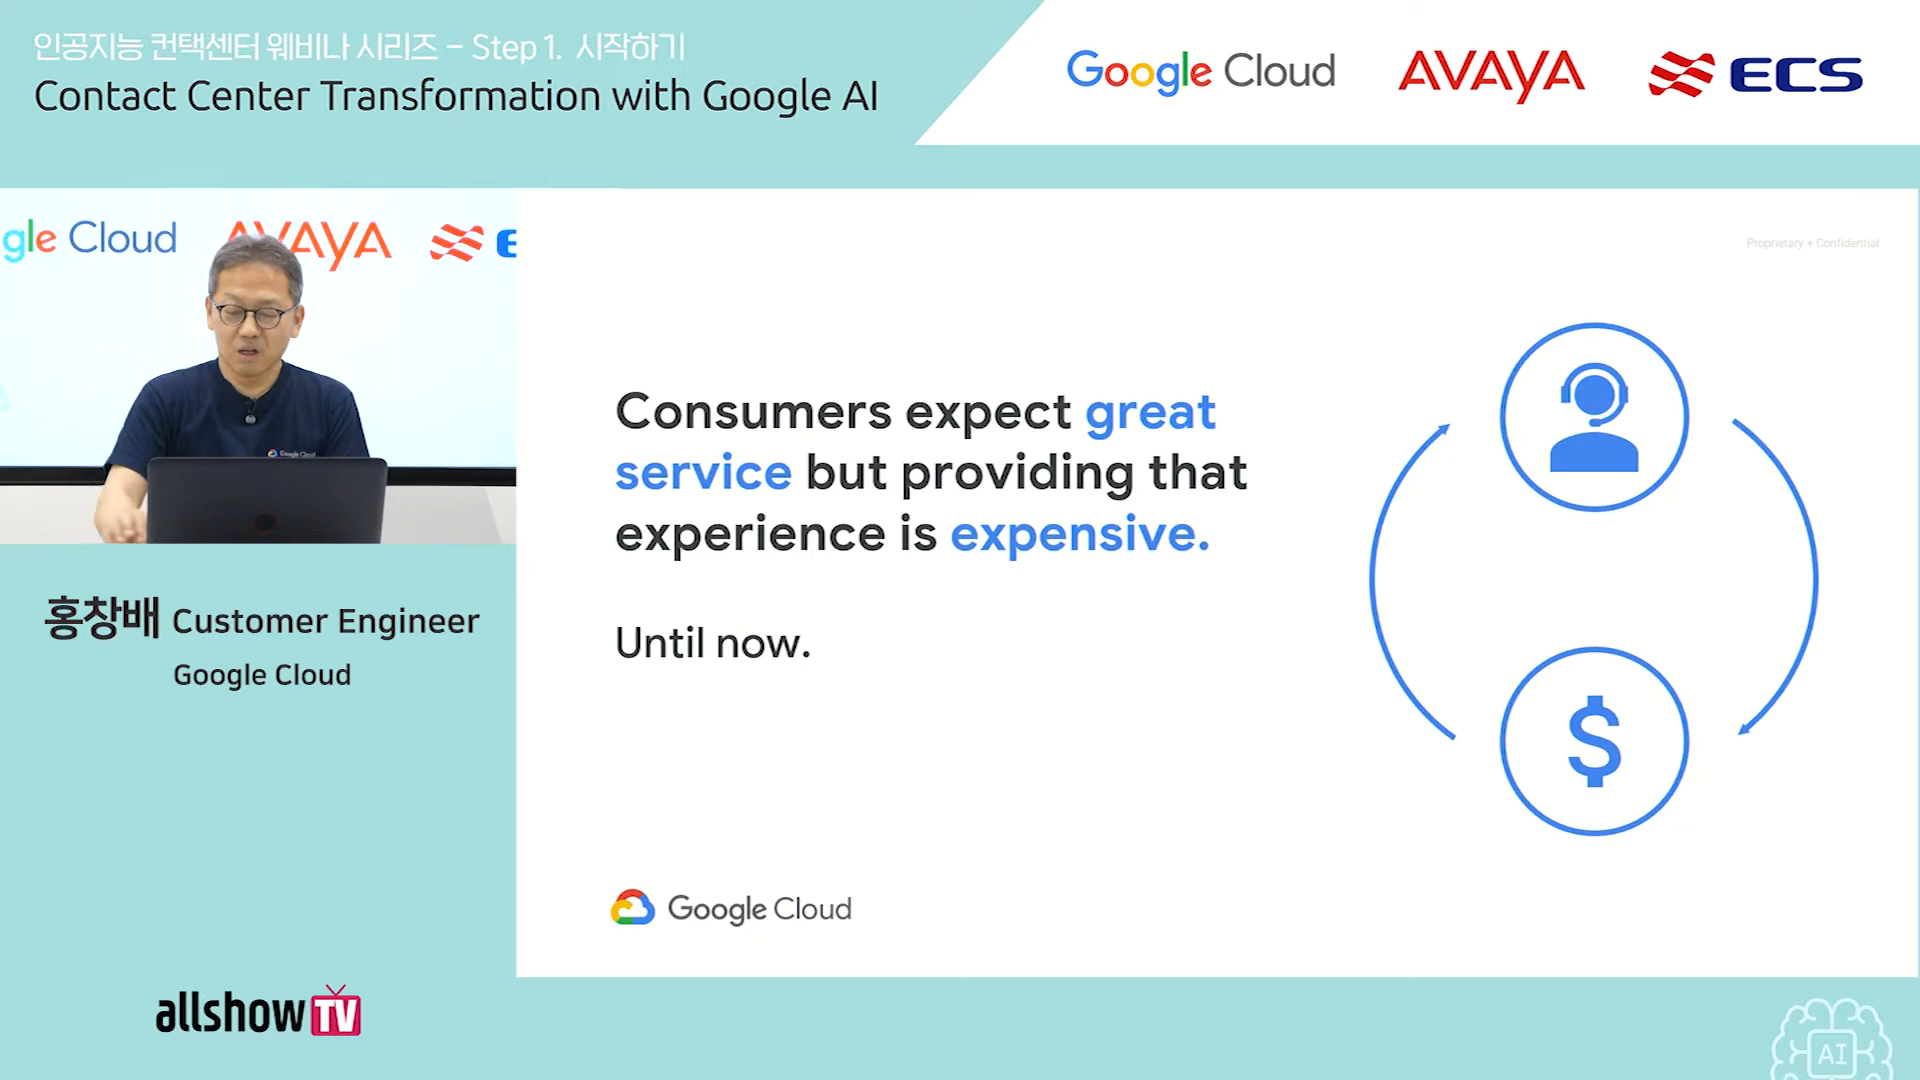 인공지능 컨택센터 웨비나 시리즈 – Step 1. 시작하기
Contact Center Transformation with Google AI
Google Cloud
AVAYA
ECS
gle Cloud
AVAYA
E
Google Cloud
홍창배 Customer Engineer
Google Cloud
allshowTV
Proprietary + Confidential
Consumers expect great
service but providing that
experience is expensive.
Until now.
$
Google Cloud
AI